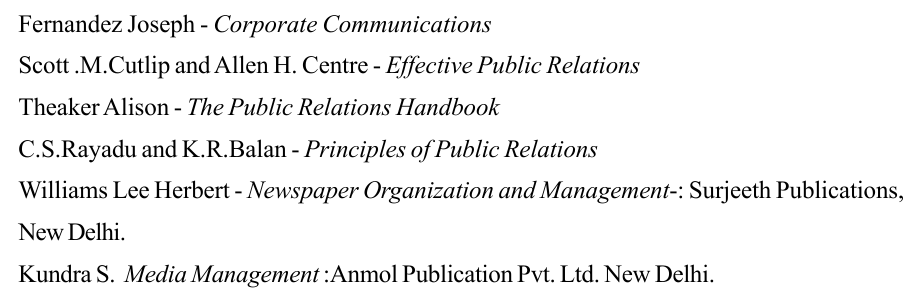 Fernandez Joseph - Corporate Communications
Scott .M.Cutlip and Allen H. Centre - Effective Public Relations
Theaker Alison - The Public Relations Handbook
C.S.Rayadu and K.R.Balan - Principles of Public Relations
Williams Lee Herbert - Newspaper Organization and Management-: Surjeeth Publications,
New Delhi.
Kundra S. Media Management :Anmol Publication Pvt. Ltd. New Delhi.